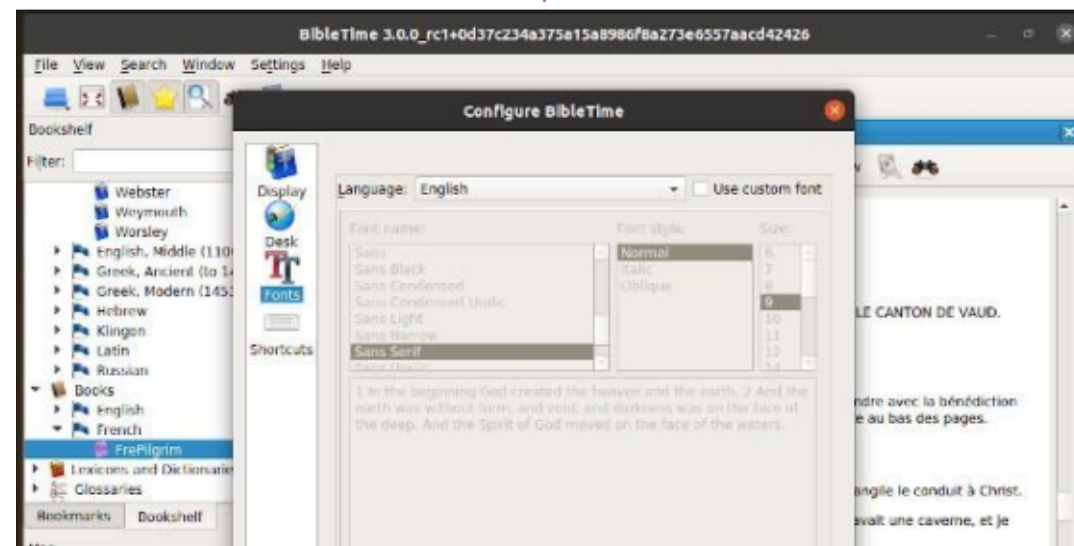 BibleTime 3.0.0_rc1+0d37c234a375a15a8986f8a273e6557aacd42426
File View Search Window Settings Help
Bookshelf
Filter:
Webster
Weymouth
Worsley
English, Middle (110
Greek, Ancient (to 1
Greek, Modern (1453
Hebrew
Klingon
Latin
Russian
Books
English
French
FrePilgrim
Lexicons and Dictionarie
Glossaries
Bookmarks Bookshelf
Configure BibleTime
Display
Desk
Fonts
Shortcuts
Language: English Use custom font
Font name: Font style: Size:
Sans Normal 6
Sans Black Italic 7
Sans Condensed Oblique 8
Sans Condensed Italic 9
Sans Light 10
Sans Narrow 11
Sans Serif 12
1 In the beginning God created the heaven and the earth. 2 And the
earth was without form, and void; and darkness was on the face of
the deep. And the Spirit of God moved on the face of the waters.
LE CANTON DE VAUD.
ndre avec la bénédiction
e au bas des pages.
angile le conduit à Christ.
avait une caverne, et je